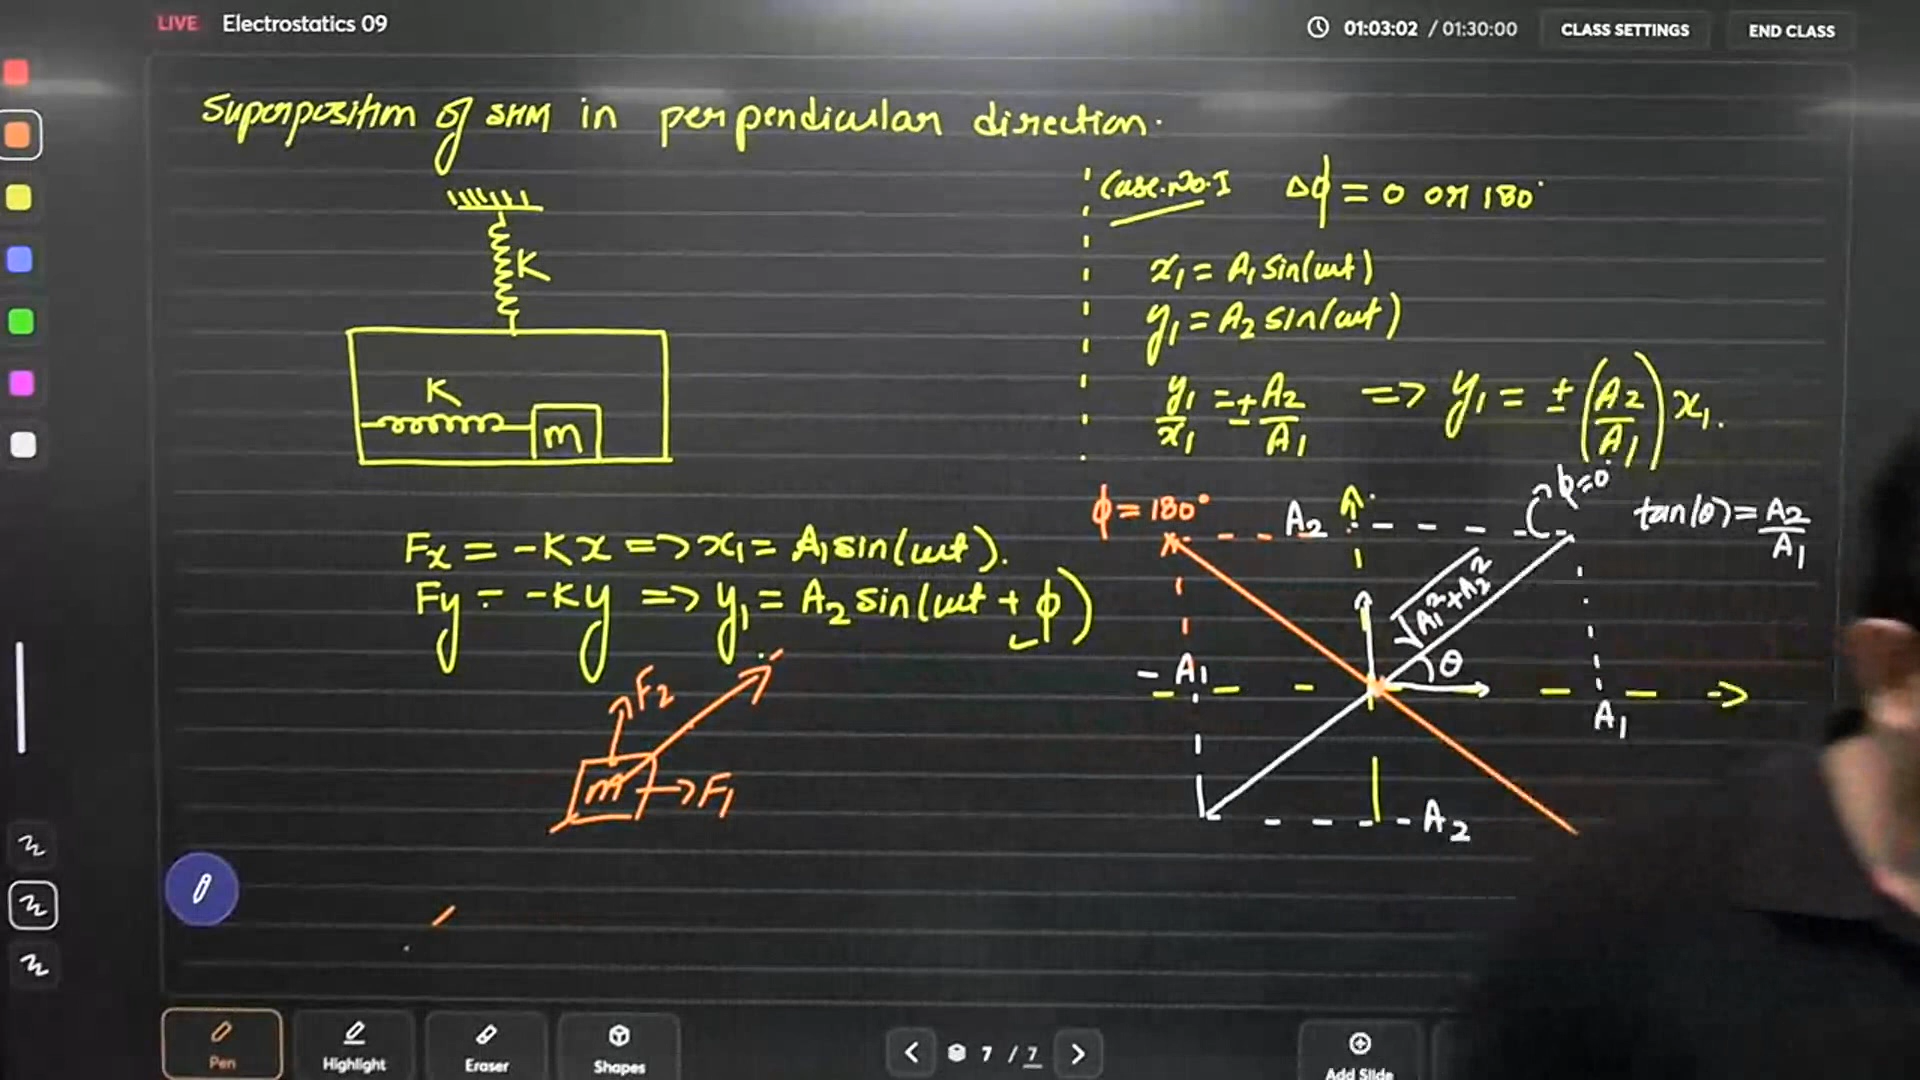 LIVE Electrostatics 09
01:03:02 / 01:30:00 CLASS SETTINGS END CLASS
Superposition of SHM in perpendicular direction.
K
K
m
Fx = -Kx => x₁ = A₁ sin(ωt).
Fy = -Ky => y₁ = A₂ sin(ωt + φ)
F₂
m
F₁
Case.No.I Δφ = 0 or 180°
x₁ = A₁ sin(ωt)
y₁ = A₂ sin(ωt)
y₁/x₁ = ± A₂/A₁ => y₁ = ± (A₂/A₁) x₁.
φ = 180° A₂ φ=0° tan(θ) = A₂/A₁
√A₁²+A₂²
θ
- A₁
A₁
- A₂
Pen Highlight Eraser Shapes
7 / 7
Add Slide